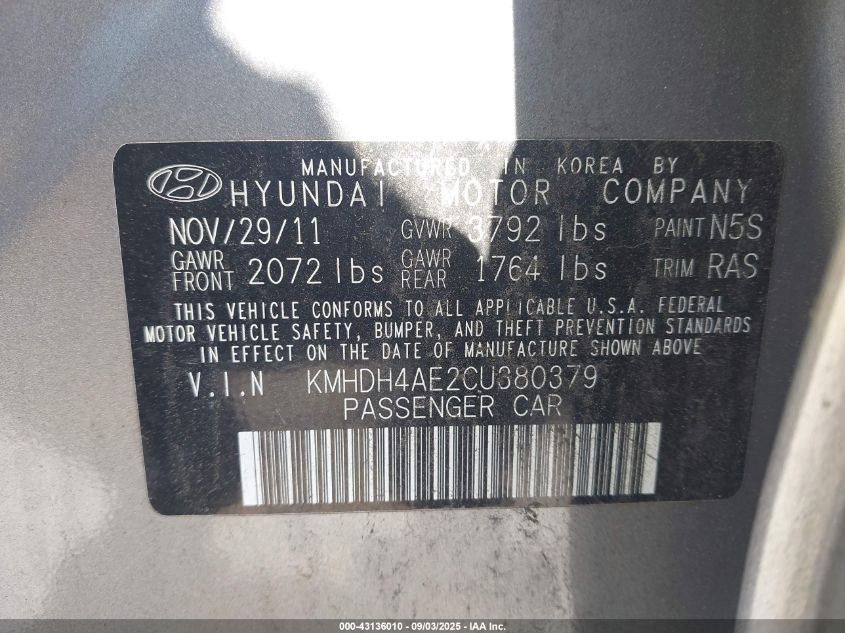 MANUFACTURED IN KOREA BY
HYUNDAI MOTOR COMPANY
NOV/29/11 GVWR 3792 lbs PAINT N5S
GAWR FRONT 2072 lbs GAWR REAR 1764 lbs TRIM RAS
THIS VEHICLE CONFORMS TO ALL APPLICABLE U.S.A. FEDERAL
MOTOR VEHICLE SAFETY, BUMPER, AND THEFT PREVENTION STANDARDS
IN EFFECT ON THE DATE OF MANUFACTURE SHOWN ABOVE.
V.I.N KMHDH4AE2CU380379
PASSENGER CAR
000-43136010 - 09/03/2025 - IAA Inc.